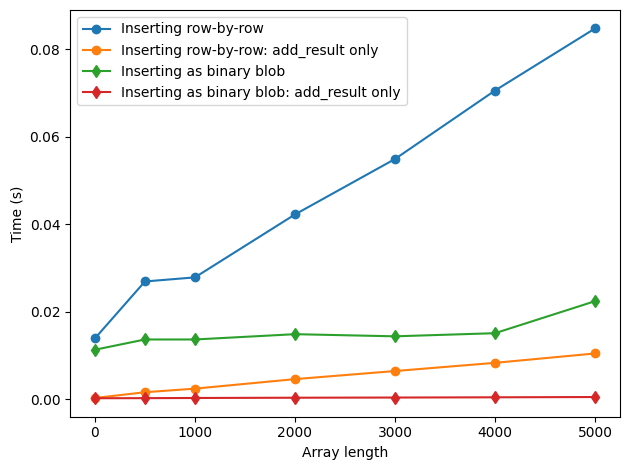 Inserting row-by-row
Inserting row-by-row: add_result only
Inserting as binary blob
Inserting as binary blob: add_result only
0.08
0.06
0.04
0.02
0.00
Time (s)
0 1000 2000 3000 4000 5000
Array length